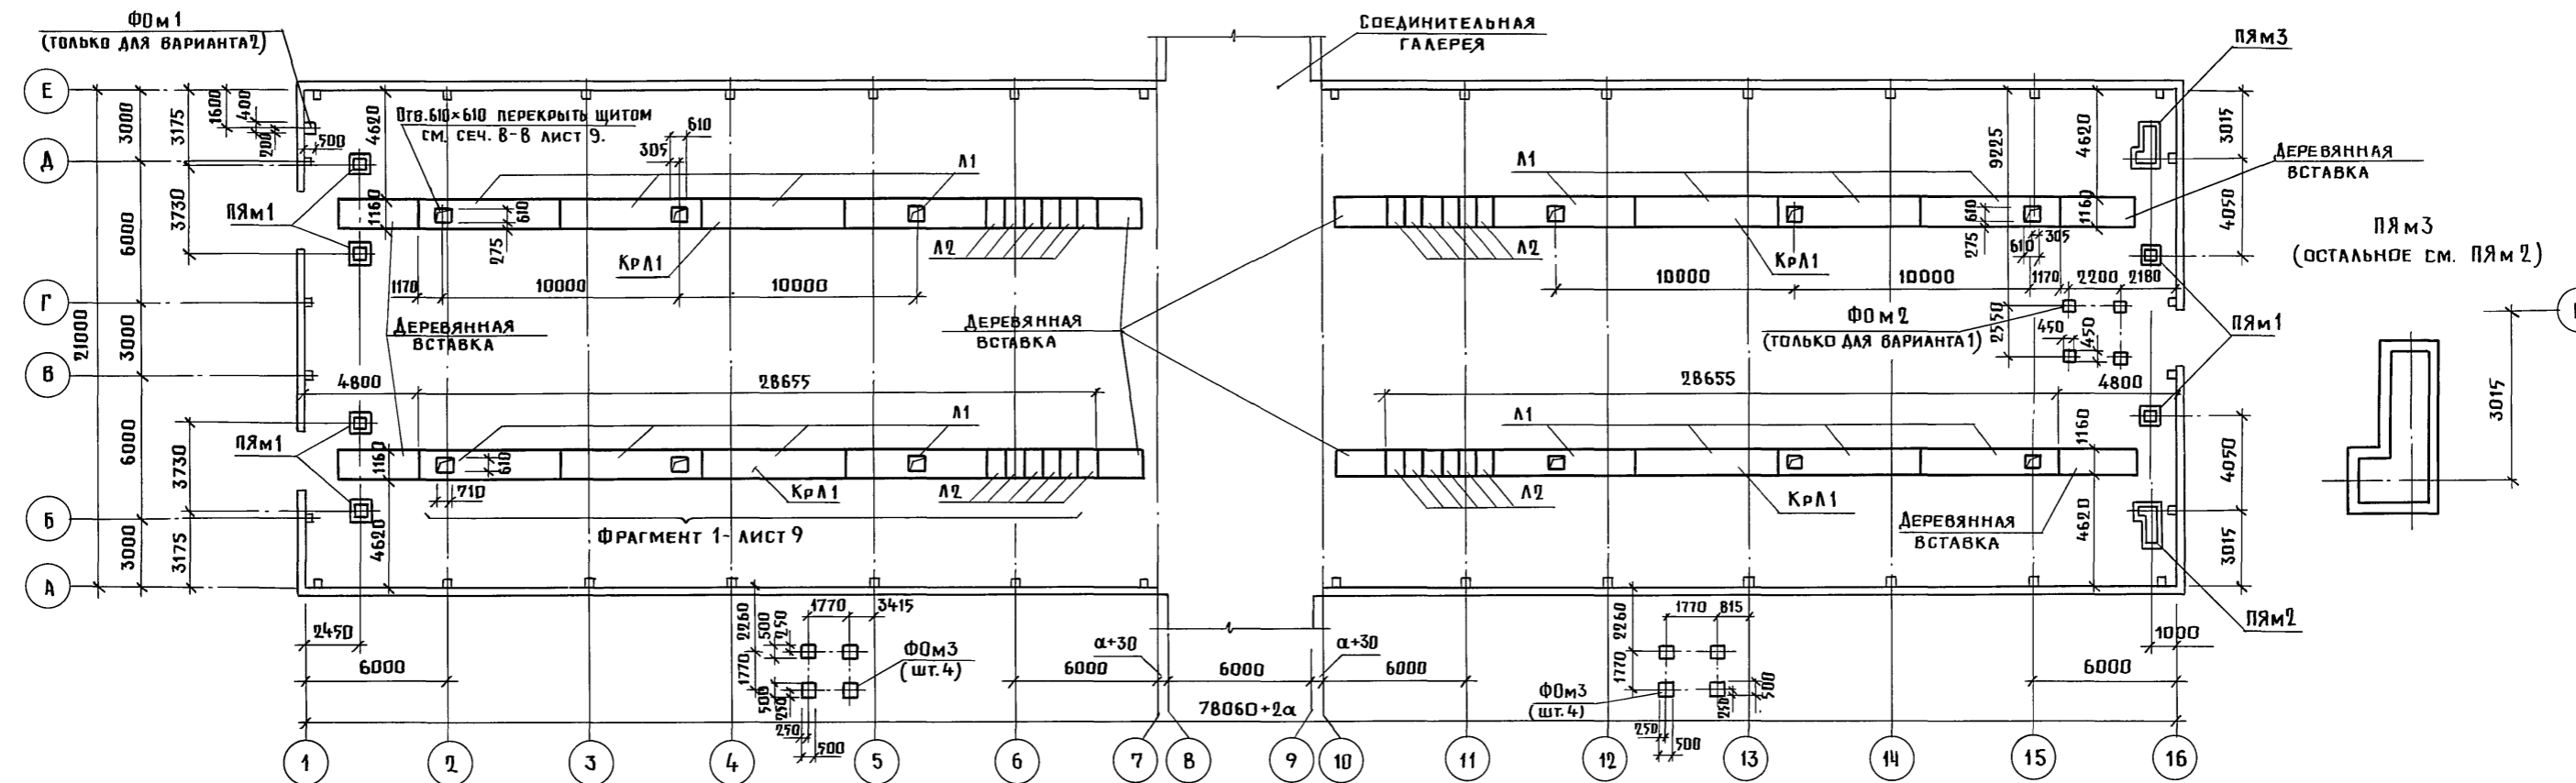 ФОм1
(только для варианта 2)
Соединительная
галерея
ПЯм3
Е
Д
Г
В
Б
А
21000
3000
6000
3000
6000
3000
3175
3730
3730
3175
1600
400
200
500
4620
Отв. 610×610 перекрыть щитом
см. сеч. В-В лист 9.
610
305
Л1
ПЯм1
1160
610
275
КрЛ1
Л2
1170
10000
10000
Деревянная
вставка
Деревянная
вставка
4800
28655
Л1
ПЯм1
1160
610
710
КрЛ1
Л2
4620
Фрагмент 1- лист 9
Л1
9225
4620
3015
Деревянная
вставка
1160
4050
610
275
610
305
Л2
КрЛ1
10000
10000
1170
2200
2180
ФОм2
(только для варианта 1)
2550
450
450
ПЯм1
28655
4800
Л1
1160
4050
Л2
КрЛ1
Деревянная
вставка
4620
3015
ПЯм2
ПЯм3
(остальное см. ПЯм2)
3015
2450
6000
1770
3415
2260
500
250
1770
500
250
250
500
ФОм3
(шт. 4)
6000
α+30
6000
α+30
6000
78060+2α
1770
815
2260
1770
ФОм3
(шт. 4)
250
500
250
500
1000
6000
1
2
3
4
5
6
7
8
9
10
11
12
13
14
15
16